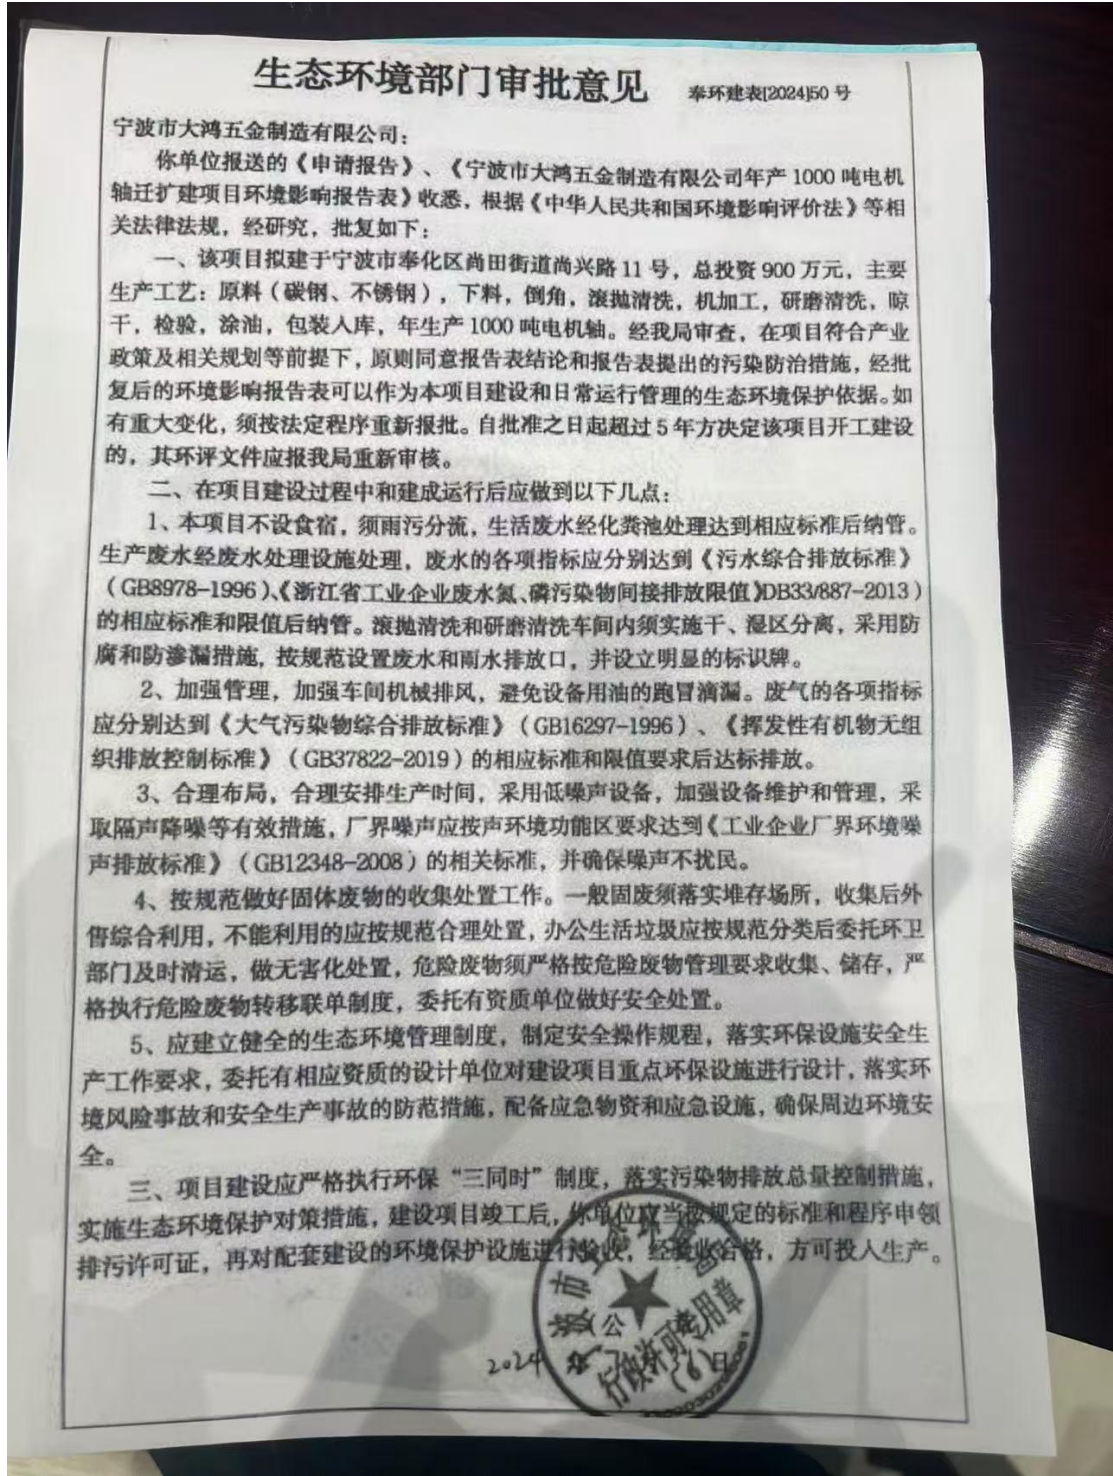 生态环境部门审批意见 奉环建表[2024]50 号
宁波市大鸿五金制造有限公司：
你单位报送的《申请报告》、《宁波市大鸿五金制造有限公司年产 1000 吨电机
轴迁扩建项目环境影响报告表》收悉，根据《中华人民共和国环境影响评价法》等相
关法律法规，经研究，批复如下：
一、该项目拟建于宁波市奉化区尚田街道尚兴路 11 号，总投资 900 万元，主要
生产工艺：原料（碳钢、不锈钢），下料，倒角，滚抛清洗，机加工，研磨清洗，晾
干，检验，涂油，包装入库，年生产 1000 吨电机轴。经我局审查，在项目符合产业
政策及相关规划等前提下，原则同意报告表结论和报告表提出的污染防治措施，经批
复后的环境影响报告表可以作为本项目建设和日常运行管理的生态环境保护依据。如
有重大变化，须按法定程序重新报批。自批准之日起超过 5 年方决定该项目开工建设
的，其环评文件应报我局重新审核。
二、在项目建设过程中和建成运行后应做到以下几点：
1、本项目不设食宿，须雨污分流，生活废水经化粪池处理达到相应标准后纳管。
生产废水经废水处理设施处理，废水的各项指标应分别达到《污水综合排放标准》
（GB8978-1996）、《浙江省工业企业废水氮、磷污染物间接排放限值》DB33/887-2013）
的相应标准和限值后纳管。滚抛清洗和研磨清洗车间内须实施干、湿区分离，采用防
腐和防渗漏措施，按规范设置废水和雨水排放口，并设立明显的标识牌。
2、加强管理，加强车间机械排风，避免设备用油的跑冒滴漏。废气的各项指标
应分别达到《大气污染物综合排放标准》（GB16297-1996）、《挥发性有机物无组
织排放控制标准》（GB37822-2019）的相应标准和限值要求后达标排放。
3、合理布局，合理安排生产时间，采用低噪声设备，加强设备维护和管理，采
取隔声降噪等有效措施，厂界噪声应按声环境功能区要求达到《工业企业厂界环境噪
声排放标准》（GB12348-2008）的相关标准，并确保噪声不扰民。
4、按规范做好固体废物的收集处置工作。一般固废须落实堆存场所，收集后外
售综合利用，不能利用的应按规范合理处置，办公生活垃圾应按规范分类后委托环卫
部门及时清运，做无害化处置，危险废物须严格按危险废物管理要求收集、储存，严
格执行危险废物转移联单制度，委托有资质单位做好安全处置。
5、应建立健全的生态环境管理制度，制定安全操作规程，落实环保设施安全生
产工作要求，委托有相应资质的设计单位对建设项目重点环保设施进行设计，落实环
境风险事故和安全生产事故的防范措施，配备应急物资和应急设施，确保周边环境安
全。
三、项目建设应严格执行环保“三同时”制度，落实污染物排放总量控制措施，
实施生态环境保护对策措施，建设项目竣工后，你单位应当按规定的标准和程序申领
排污许可证，再对配套建设的环境保护设施进行验收，经验收合格，方可投入生产。
（公
行政许可专用章
2024 年
日
(6)